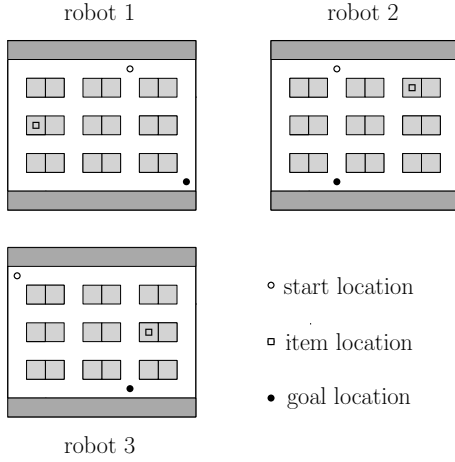 robot 1
robot 2
start location
item location
goal location
robot 3